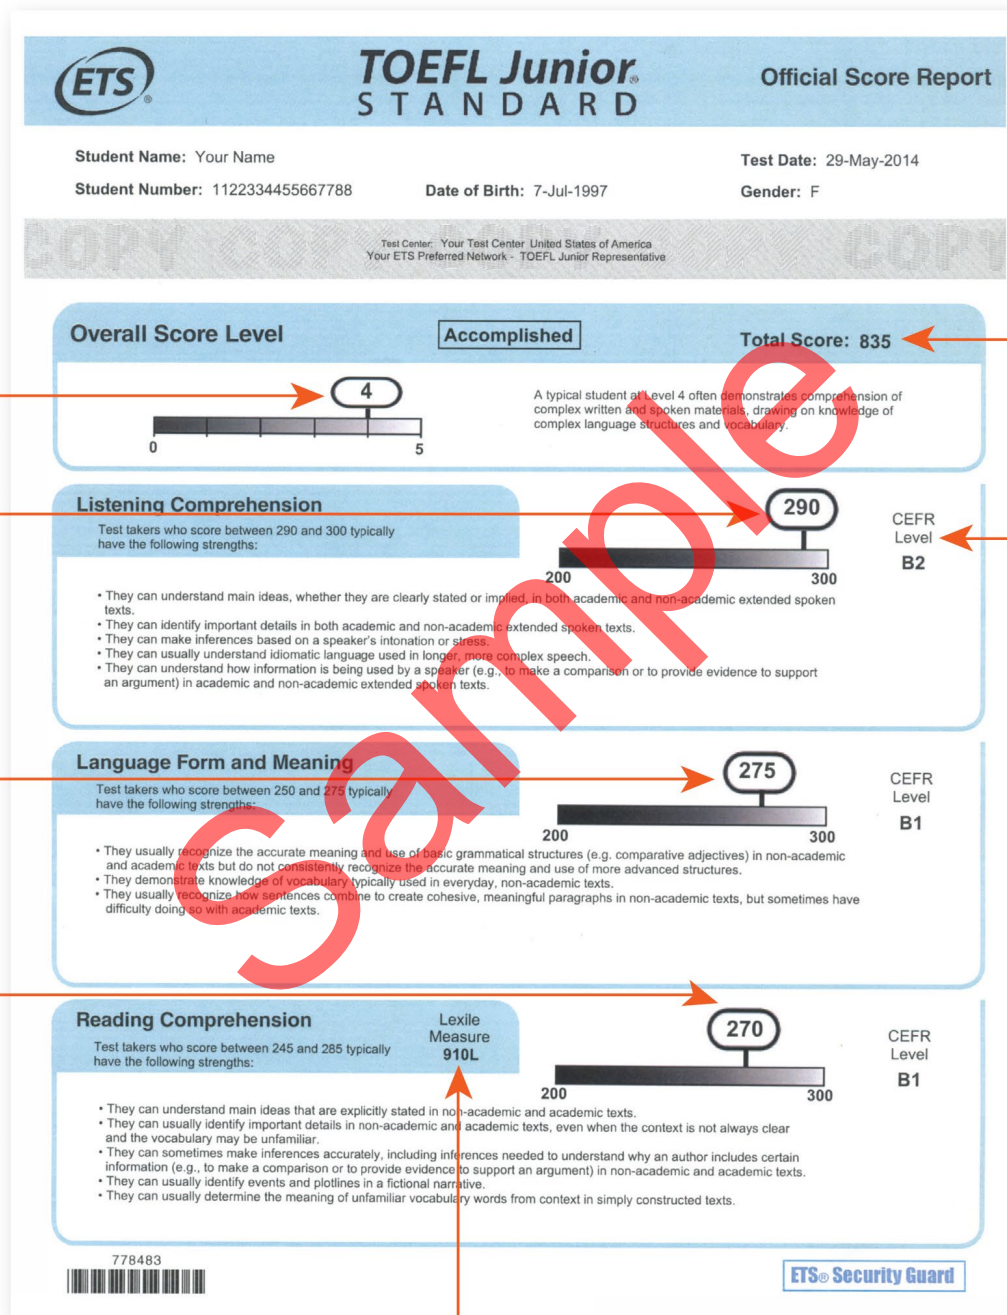 ETS®
TOEFL Junior®
STANDARD
Official Score Report
Student Name: Your Name
Test Date: 29-May-2014
Student Number: 1122334455667788
Date of Birth: 7-Jul-1997
Gender: F
COPY COPY COPY COPY
Test Center: Your Test Center United States of America
Your ETS Preferred Network - TOEFL Junior Representative
Overall Score Level
Accomplished
Total Score: 835
4
0
5
A typical student at Level 4 often demonstrates comprehension of
complex written and spoken materials, drawing on knowledge of
complex language structures and vocabulary.
Listening Comprehension
Test takers who score between 290 and 300 typically
have the following strengths:
290
200
300
CEFR
Level
B2
• They can understand main ideas, whether they are clearly stated or implied, in both academic and non-academic extended spoken
texts.
• They can identify important details in both academic and non-academic extended spoken texts.
• They can make inferences based on a speaker's intonation or stress.
• They can usually understand idiomatic language used in longer, more complex speech.
• They can understand how information is being used by a speaker (e.g., to make a comparison or to provide evidence to support
an argument) in academic and non-academic extended spoken texts.
Language Form and Meaning
Test takers who score between 250 and 275 typically
have the following strengths:
275
200
300
CEFR
Level
B1
• They usually recognize the accurate meaning and use of basic grammatical structures (e.g. comparative adjectives) in non-academic
and academic texts but do not consistently recognize the accurate meaning and use of more advanced structures.
• They demonstrate knowledge of vocabulary typically used in everyday, non-academic texts.
• They usually recognize how sentences combine to create cohesive, meaningful paragraphs in non-academic texts, but sometimes have
difficulty doing so with academic texts.
Reading Comprehension
Test takers who score between 245 and 285 typically
have the following strengths:
Lexile
Measure
910L
270
200
300
CEFR
Level
B1
• They can understand main ideas that are explicitly stated in non-academic and academic texts.
• They can usually identify important details in non-academic and academic texts, even when the context is not always clear
and the vocabulary may be unfamiliar.
• They can sometimes make inferences accurately, including inferences needed to understand why an author includes certain
information (e.g., to make a comparison or to provide evidence to support an argument) in non-academic and academic texts.
• They can usually identify events and plotlines in a fictional narrative.
• They can usually determine the meaning of unfamiliar vocabulary words from context in simply constructed texts.
778483
ETS® Security Guard
Sample